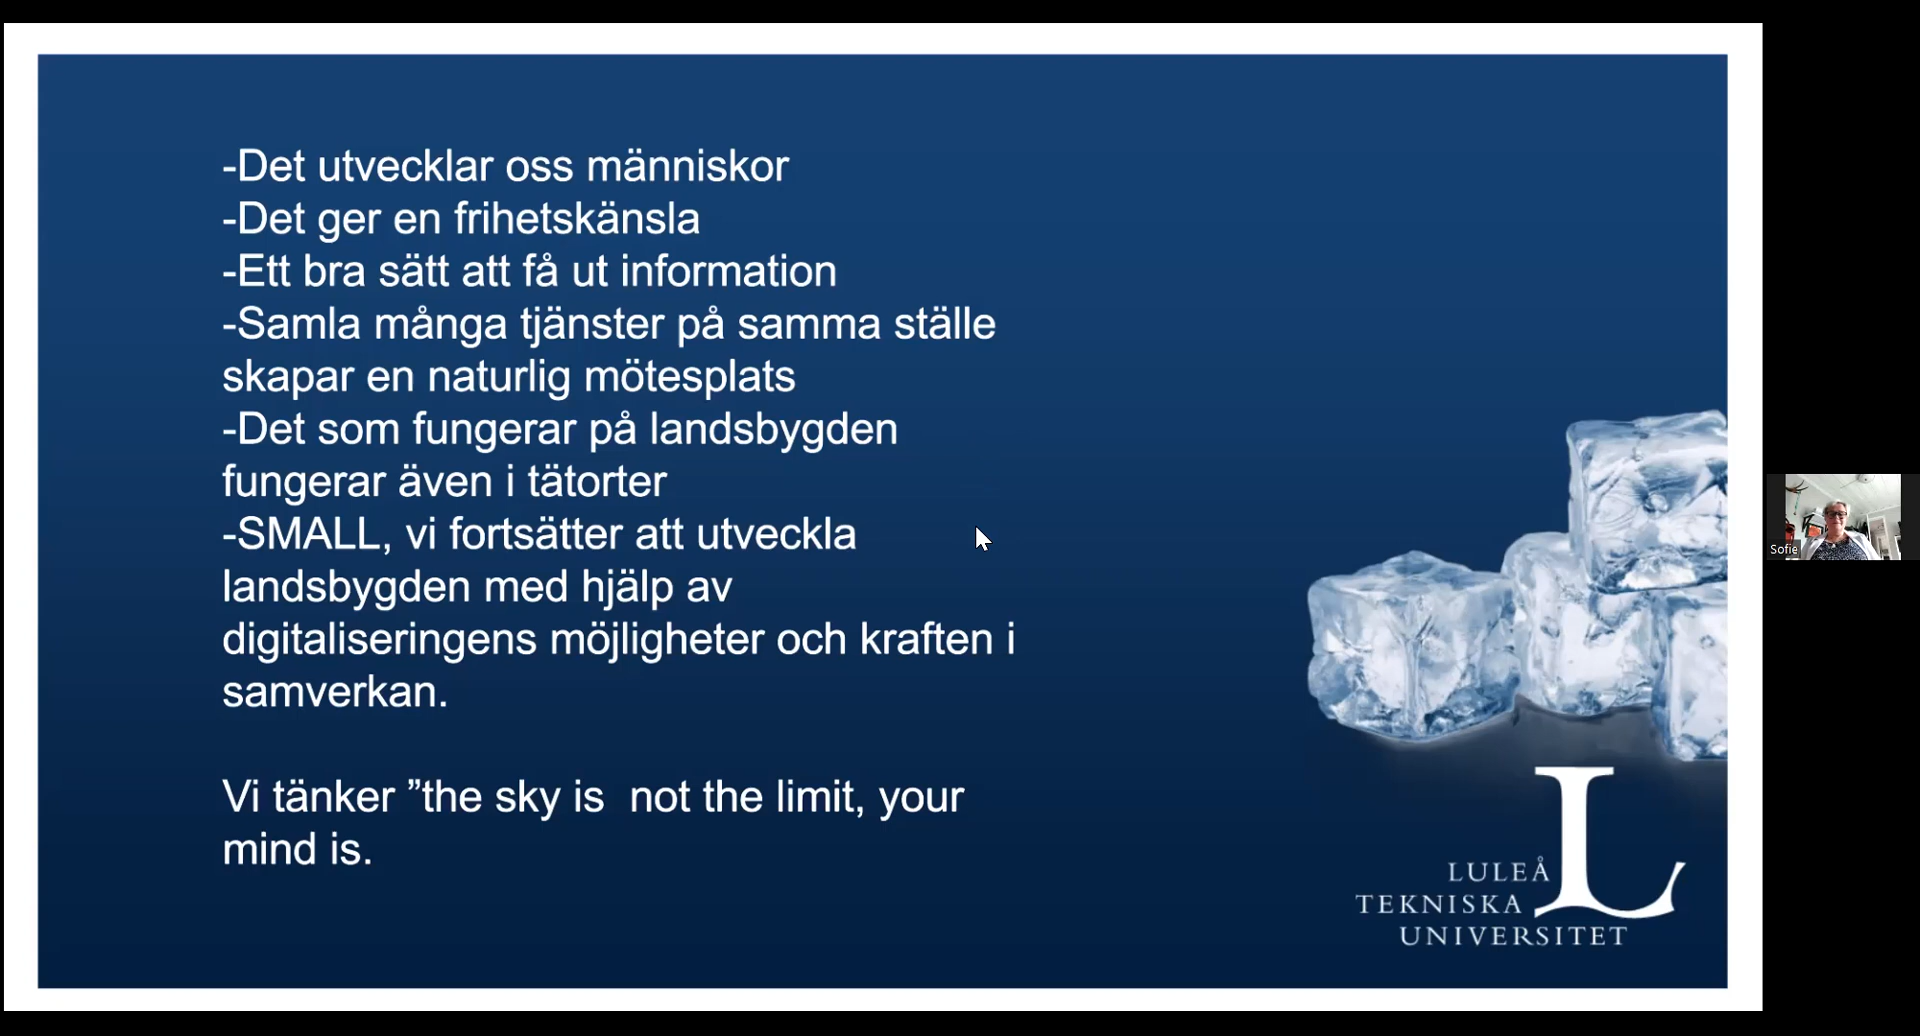 -Det utvecklar oss människor
-Det ger en frihetskänsla
-Ett bra sätt att få ut information
-Samla många tjänster på samma ställe
skapar en naturlig mötesplats
-Det som fungerar på landsbygden
fungerar även i tätorter
-SMALL, vi fortsätter att utveckla
landsbygden med hjälp av
digitaliseringens möjligheter och kraften i
samverkan.
Vi tänker ”the sky is  not the limit, your
mind is.
L
LULEÅ
TEKNISKA
UNIVERSITET
Sofie